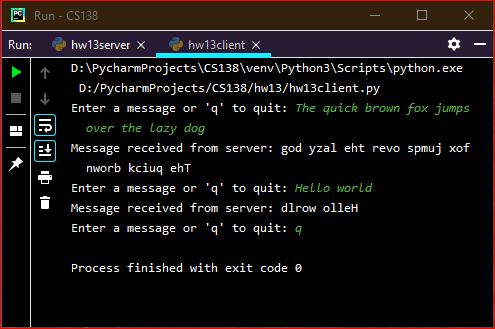 Run - CS138
Run: hw13server hw13client
D:\PycharmProjects\CS138\venv\Python3\Scripts\python.exe
D:/PycharmProjects/CS138/hw13/hw13client.py
Enter a message or 'q' to quit: The quick brown fox jumps
over the lazy dog
Message received from server: god yzal eht revo spmuj xof
nworb kciuq ehT
Enter a message or 'q' to quit: Hello world
Message received from server: dlrow olleH
Enter a message or 'q' to quit: q
Process finished with exit code 0